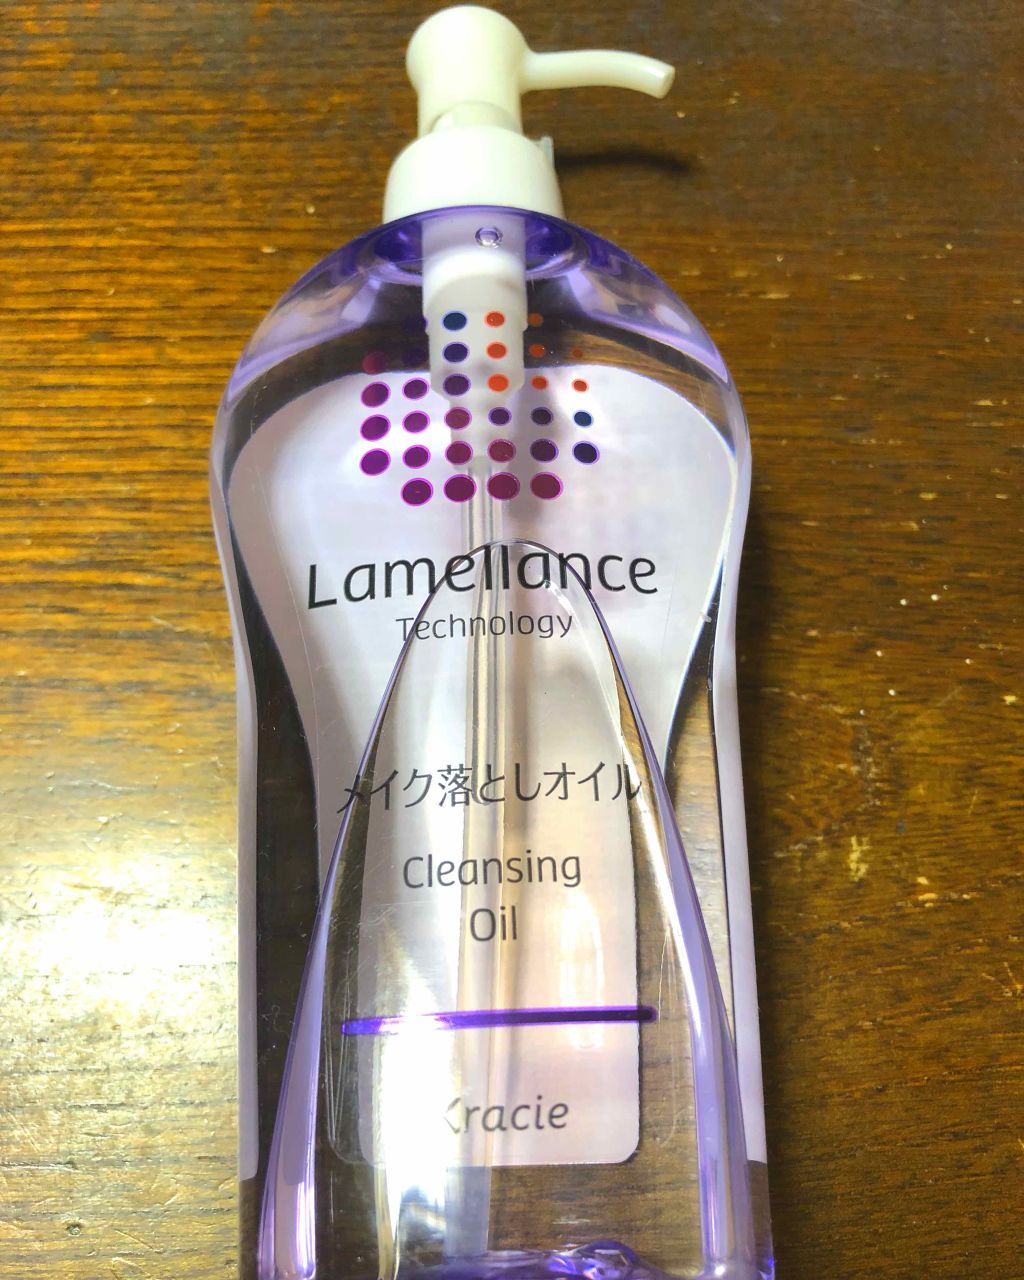 Lamellance
Technology
メイク落としオイル
Cleansing
Oil
Kracie